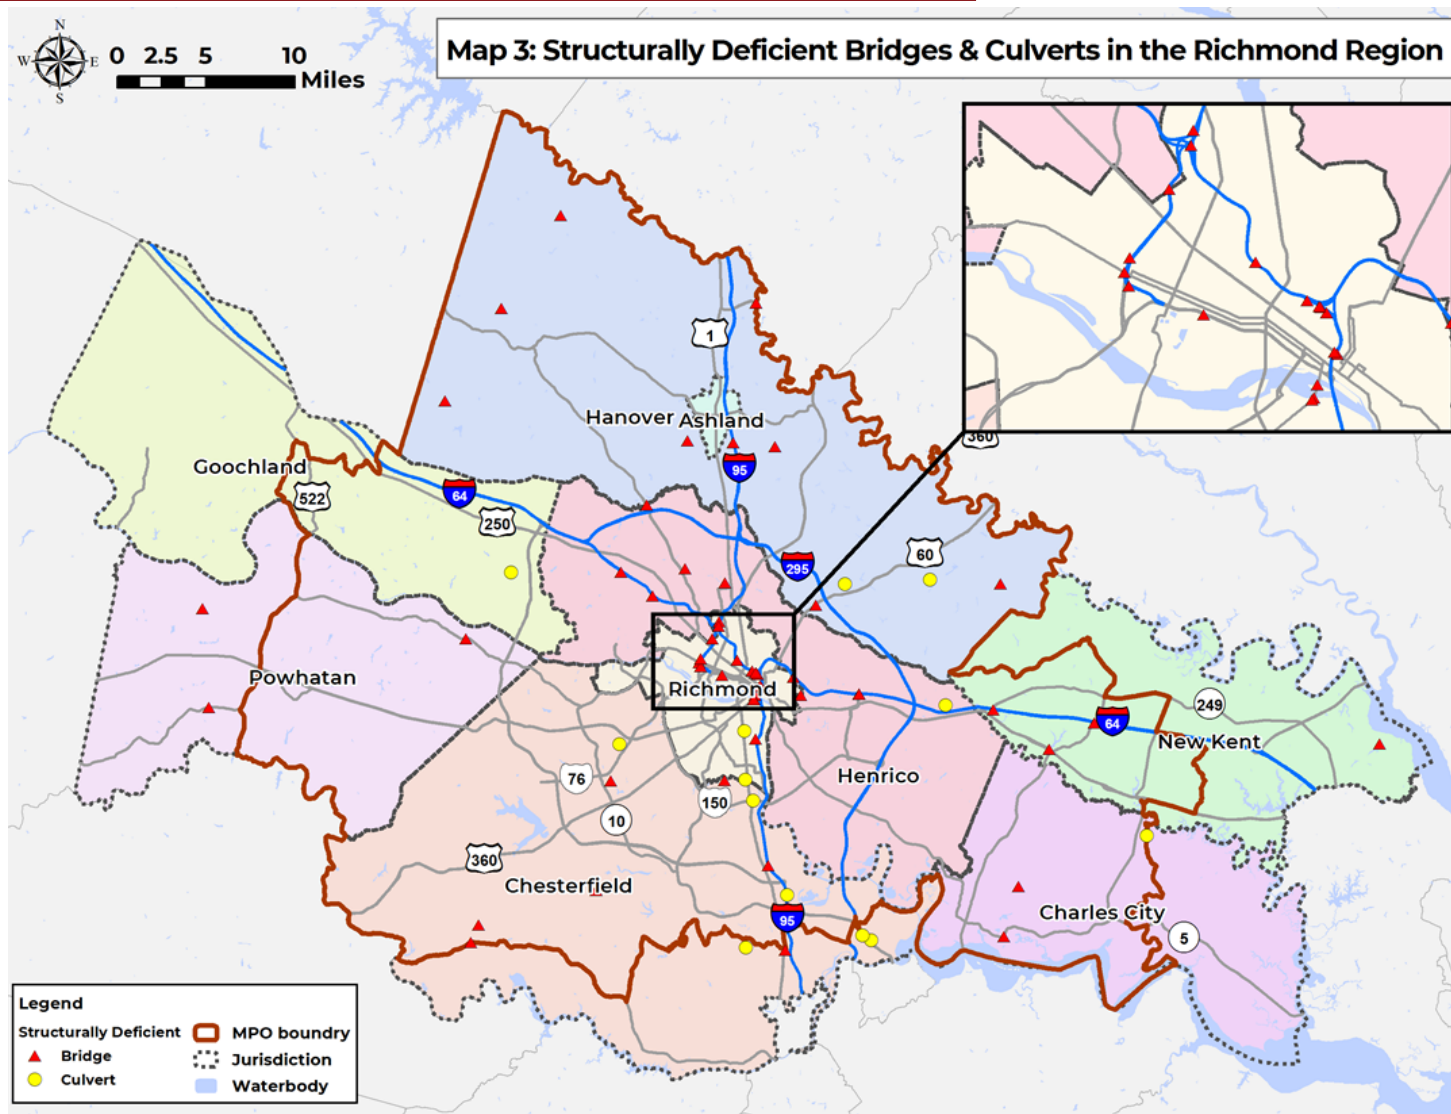 Map 3: Structurally Deficient Bridges & Culverts in the Richmond Region
N
W
E
S
0 2.5 5 10
Miles
1
Hanover
Ashland
360
95
Goochland
522
64
250
60
295
Powhatan
Richmond
249
64
New Kent
Henrico
76
150
10
360
Chesterfield
95
Charles City
5
Legend
Structurally Deficient
Bridge
Culvert
MPO boundry
Jurisdiction
Waterbody